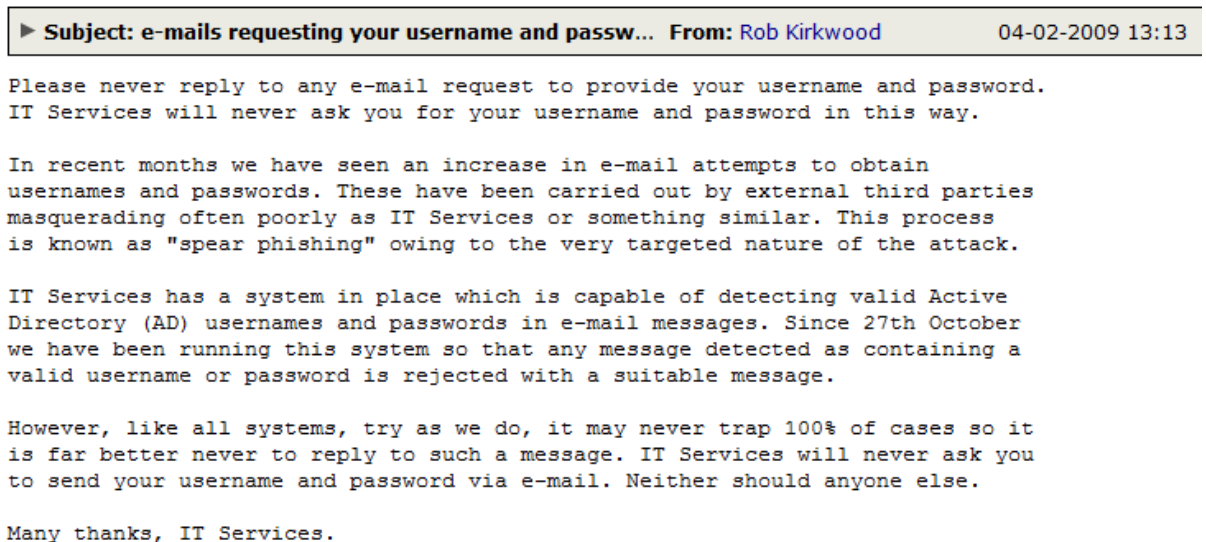 Subject: e-mails requesting your username and passw... From: Rob Kirkwood 04-02-2009 13:13
Please never reply to any e-mail request to provide your username and password.
IT Services will never ask you for your username and password in this way.
In recent months we have seen an increase in e-mail attempts to obtain
usernames and passwords. These have been carried out by external third parties
masquerading often poorly as IT Services or something similar. This process
is known as "spear phishing" owing to the very targeted nature of the attack.
IT Services has a system in place which is capable of detecting valid Active
Directory (AD) usernames and passwords in e-mail messages. Since 27th October
we have been running this system so that any message detected as containing a
valid username or password is rejected with a suitable message.
However, like all systems, try as we do, it may never trap 100% of cases so it
is far better never to reply to such a message. IT Services will never ask you
to send your username and password via e-mail. Neither should anyone else.
Many thanks, IT Services.